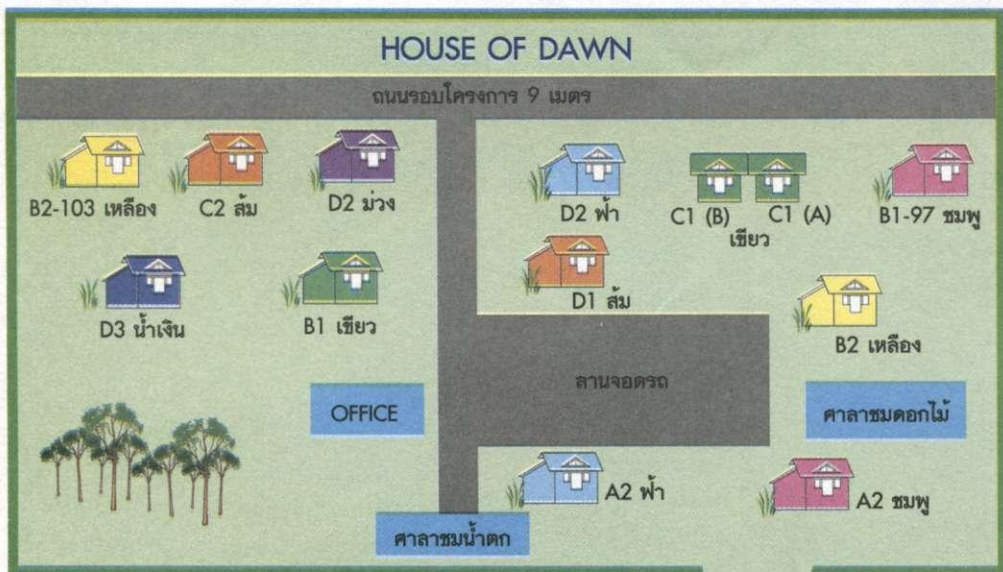 HOUSE OF DAWN
ถนนรอบโครงการ 9 เมตร
B2-103 เหลือง
C2 ส้ม
D2 ม่วง
D2 ฟ้า
C1 (B)
C1 (A)
เขียว
B1-97 ชมพู
D3 น้ำเงิน
B1 เขียว
D1 ส้ม
B2 เหลือง
ลานจอดรถ
OFFICE
ศาลาชมดอกไม้
A2 ฟ้า
A2 ชมพู
ศาลาชมน้ำตก